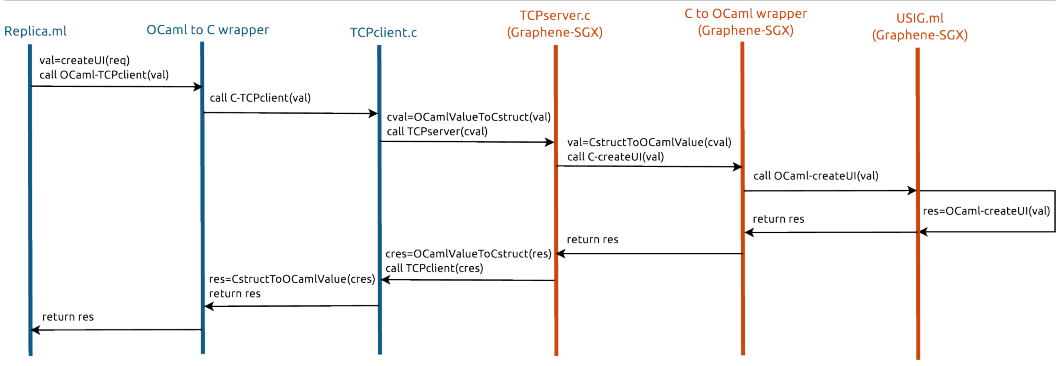 Replica.ml
OCaml to C wrapper
TCPclient.c
TCPserver.c
(Graphene-SGX)
C to OCaml wrapper
(Graphene-SGX)
USIG.ml
(Graphene-SGX)
val=createUI(req)
call OCaml-TCPclient(val)
call C-TCPclient(val)
cval=OCamlValueToCstruct(val)
call TCPserver(cval)
val=CstructToOCamlValue(cval)
call C-createUI(val)
call OCaml-createUI(val)
res=OCaml-createUI(val)
return res
return res
cres=OCamlValueToCstruct(res)
call TCPclient(cres)
res=CstructToOCamlValue(cres)
return res
return res